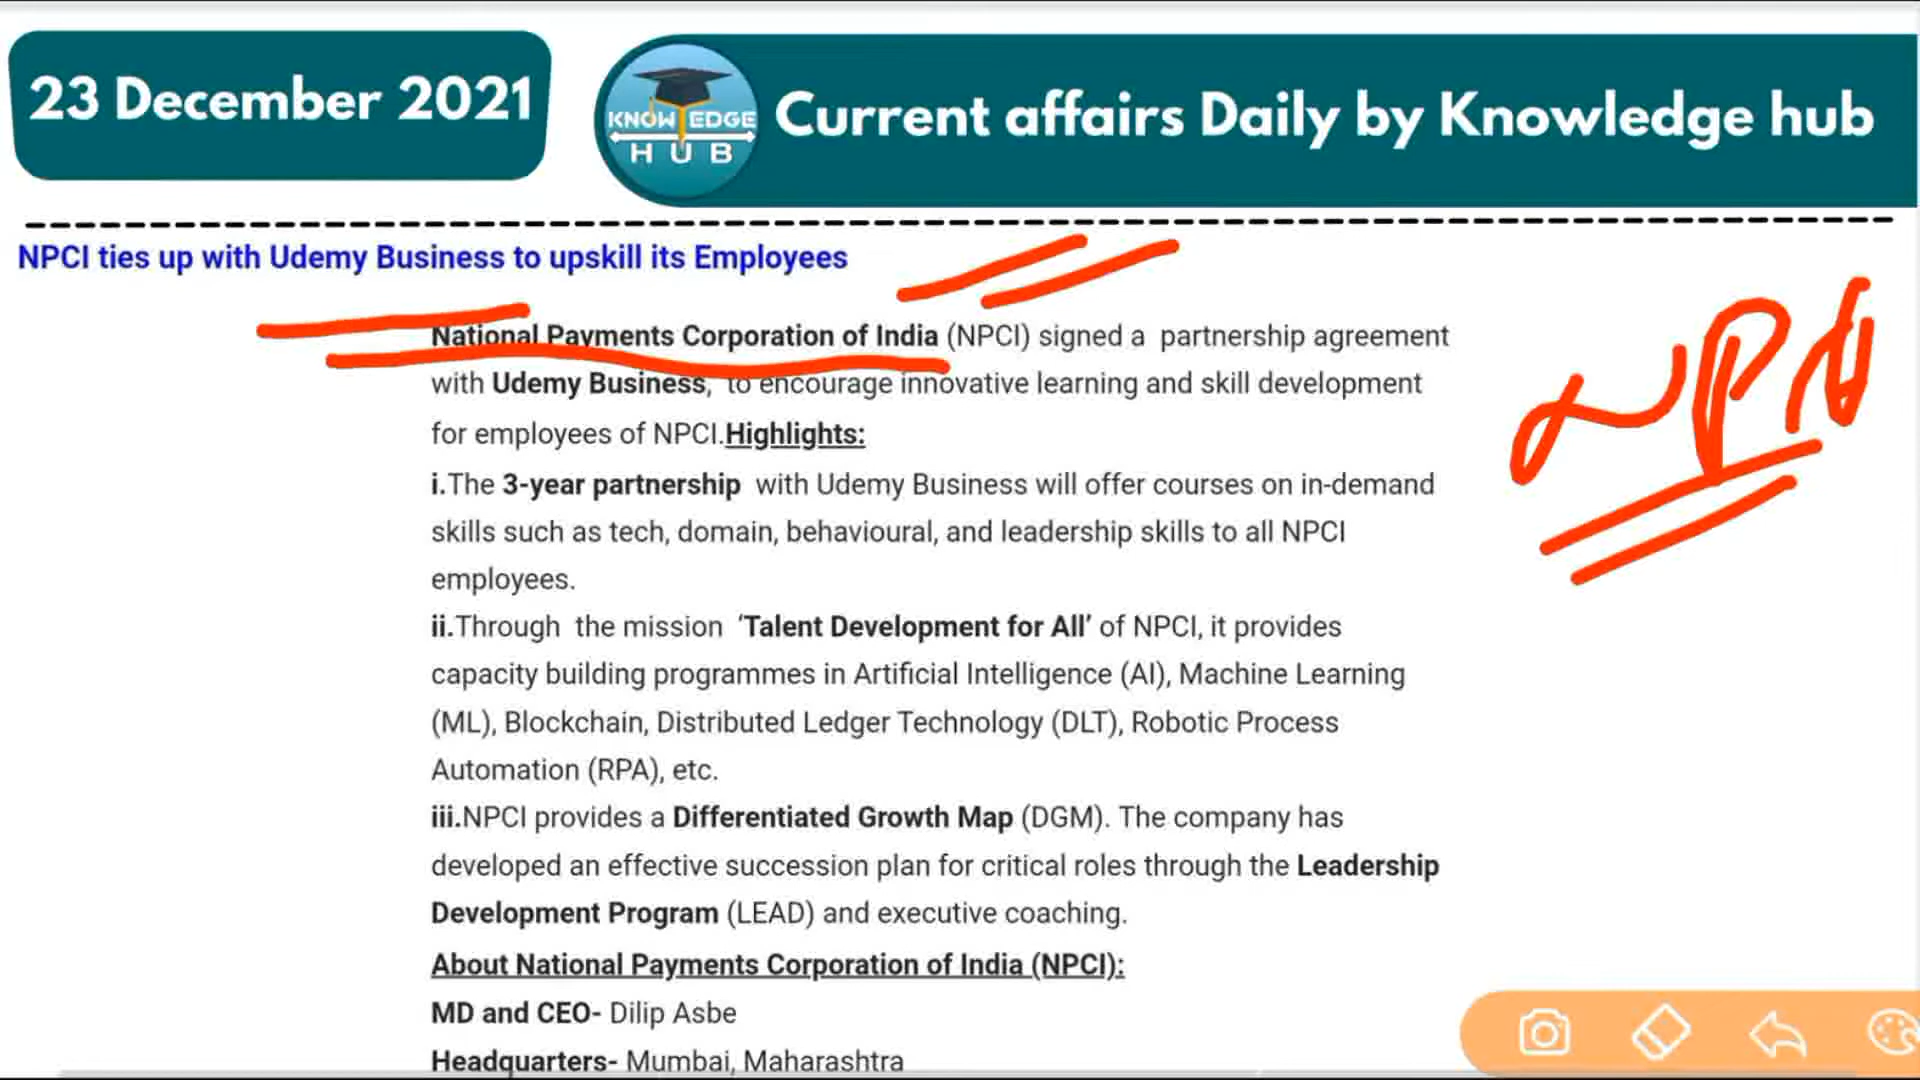 23 December 2021
KNOWLEDGE
HUB
Current affairs Daily by Knowledge hub
NPCI ties up with Udemy Business to upskill its Employees
National Payments Corporation of India (NPCI) signed a partnership agreement
with Udemy Business, to encourage innovative learning and skill development
for employees of NPCI.Highlights:
i.The 3-year partnership with Udemy Business will offer courses on in-demand
skills such as tech, domain, behavioural, and leadership skills to all NPCI
employees.
ii.Through the mission ‘Talent Development for All’ of NPCI, it provides
capacity building programmes in Artificial Intelligence (AI), Machine Learning
(ML), Blockchain, Distributed Ledger Technology (DLT), Robotic Process
Automation (RPA), etc.
iii.NPCI provides a Differentiated Growth Map (DGM). The company has
developed an effective succession plan for critical roles through the Leadership
Development Program (LEAD) and executive coaching.
About National Payments Corporation of India (NPCI):
MD and CEO- Dilip Asbe
Headquarters- Mumbai, Maharashtra